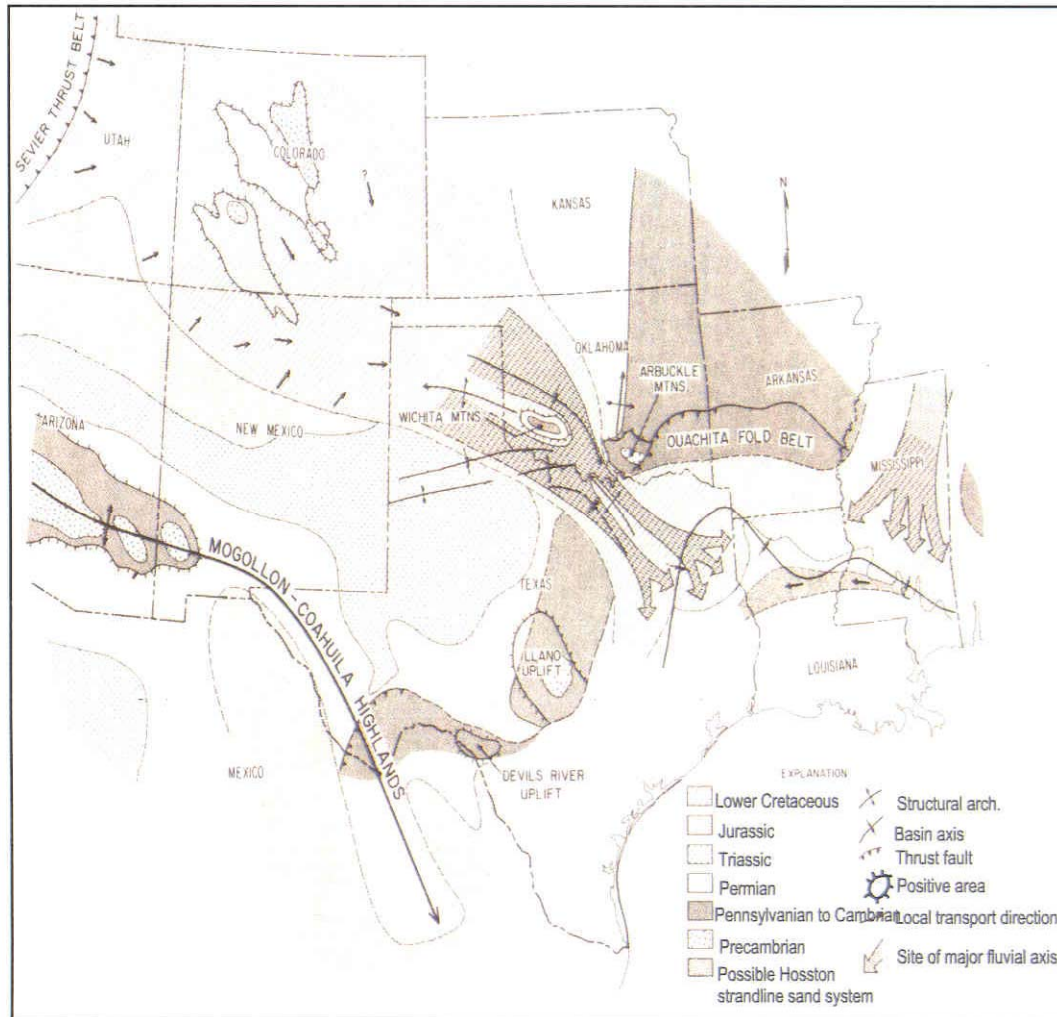 SEVIER THRUST BELT
UTAH
COLORADO
?
KANSAS
N
OKLAHOMA
ARBUCKLE
MTNS.
ARKANSAS
WICHITA MTNS.
OUACHITA FOLD BELT
ARIZONA
NEW MEXICO
MISSISSIPPI
MOGOLLON-COAHUILA HIGHLANDS
TEXAS
LLANO
UPLIFT
LOUISIANA
MEXICO
DEVILS RIVER
UPLIFT
EXPLANATION
Lower Cretaceous
Jurassic
Triassic
Permian
Pennsylvanian to Cambrian
Precambrian
Possible Hosston
strandline sand system
Structural arch.
Basin axis
Thrust fault
Positive area
Local transport direction
Site of major fluvial axis